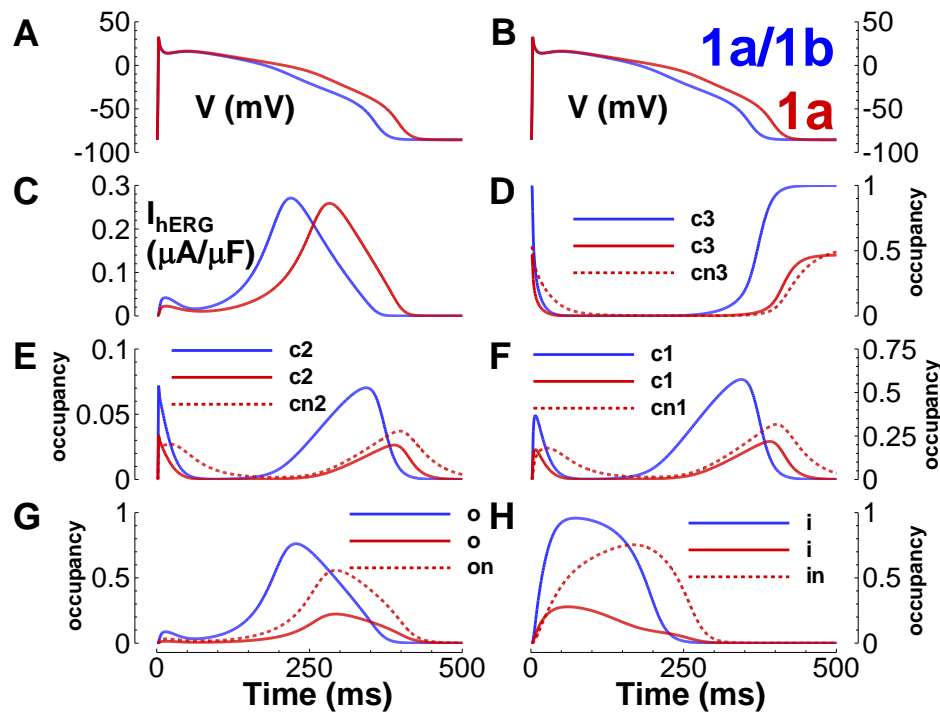 A
50
0
-50
-100
V (mV)
B
50
0
-50
-100
V (mV)
1a/1b
1a
C
0.3
0.2
0.1
0
I hERG
(μA/μF)
D
c3
c3
cn3
1
0.5
0
occupancy
E
0.1
0.05
0
occupancy
c2
c2
cn2
F
c1
c1
cn1
0.75
0.5
0.25
0
occupancy
G
1
0.5
0
occupancy
o
o
on
H
i
i
in
1
0.5
0
occupancy
0 250 500
Time (ms)
0 250 500
Time (ms)